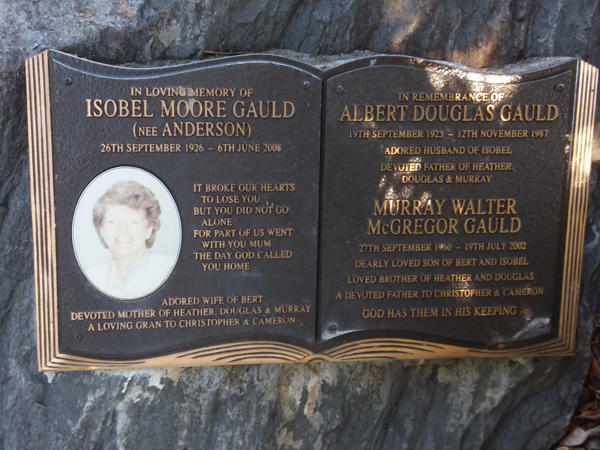 IN LOVING MEMORY OF
ISOBEL MOORE GAULD
(NEE ANDERSON)
26TH SEPTEMBER 1926 - 6TH JUNE 2008
IT BROKE OUR HEARTS
TO LOSE YOU
BUT YOU DID NOT GO
ALONE
FOR PART OF US WENT
WITH YOU MUM
THE DAY GOD CALLED
YOU HOME
ADORED WIFE OF BERT
DEVOTED MOTHER OF HEATHER, DOUGLAS & MURRAY
A LOVING GRAN TO CHRISTOPHER & CAMERON
IN REMEMBRANCE OF
ALBERT DOUGLAS GAULD
19TH SEPTEMBER 1925 - 12TH NOVEMBER 1987
ADORED HUSBAND OF ISOBEL
DEVOTED FATHER OF HEATHER,
DOUGLAS & MURRAY
MURRAY WALTER
McGREGOR GAULD
27TH SEPTEMBER 1960 - 19TH JULY 2002
DEARLY LOVED SON OF BERT AND ISOBEL
LOVED BROTHER OF HEATHER AND DOUGLAS
A DEVOTED FATHER TO CHRISTOPHER & CAMERON
GOD HAS THEM IN HIS KEEPING